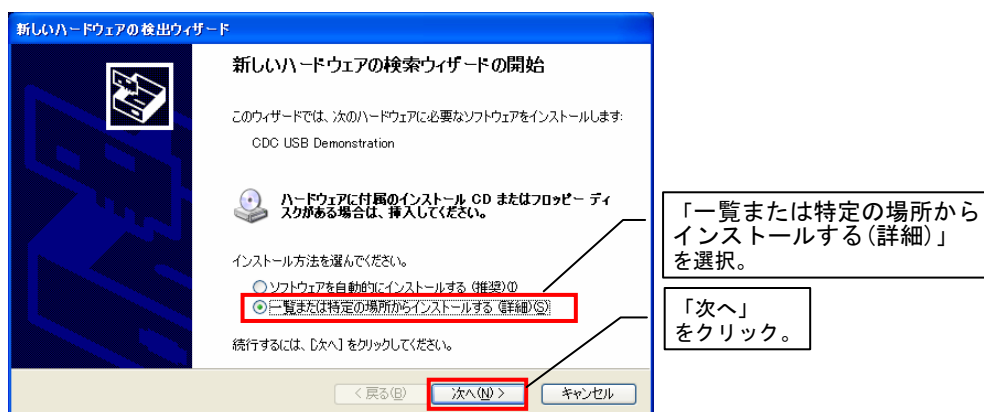 新しいハードウェアの検出ウィザード
新しいハードウェアの検索ウィザードの開始
このウィザードでは、次のハードウェアに必要なソフトウェアをインストールします:
CDC USB Demonstration
ハードウェアに付属のインストール CD またはフロッピー ディ
スクがある場合は、挿入してください。
インストール方法を選んでください。
ソフトウェアを自動的にインストールする (推奨)(I)
一覧または特定の場所からインストールする (詳細)(S)
続行するには、[次へ] をクリックしてください。
< 戻る(B)
次へ(N) >
キャンセル
「一覧または特定の場所から
インストールする(詳細)」
を選択。
「次へ」
をクリック。